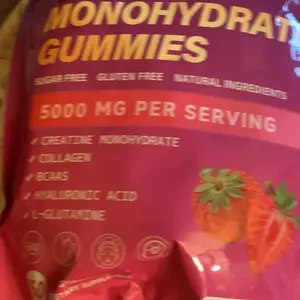 MONOHYDRAT
GUMMIES
SUGAR FREE GLUTEN FREE NATURAL INGREDIENTS
5000 MG PER SERVING
✓ CREATINE MONOHYDRATE
✓ COLLAGEN
✓ BCAAS
✓ HYALURONIC ACID
✓ L-GLUTAMINE